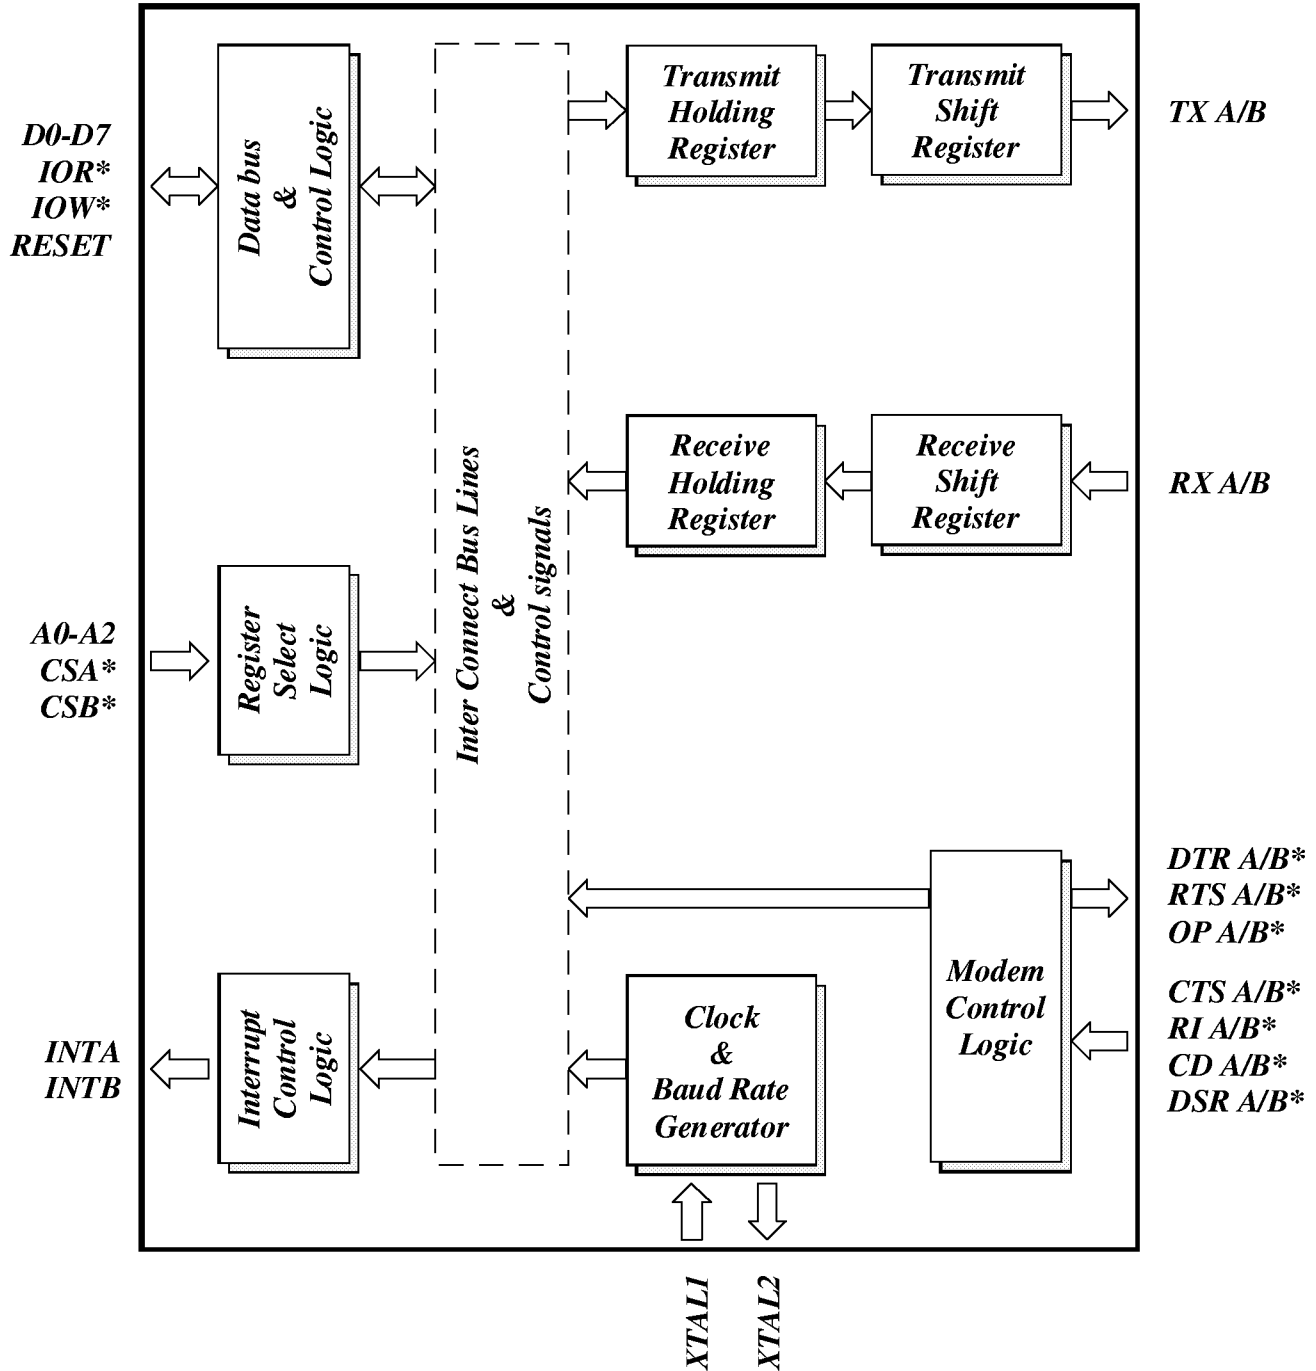 D0-D7
IOR*
IOW*
RESET
Data bus
&
Control Logic
Transmit
Holding
Register
Transmit
Shift
Register
TX A/B
Receive
Holding
Register
Receive
Shift
Register
RX A/B
Inter Connect Bus Lines
&
Control signals
A0-A2
CSA*
CSB*
Register
Select
Logic
DTR A/B*
RTS A/B*
OP A/B*
Modem
Control
Logic
CTS A/B*
RI A/B*
CD A/B*
DSR A/B*
INTA
INTB
Interrupt
Control
Logic
Clock
&
Baud Rate
Generator
XTAL1
XTAL2